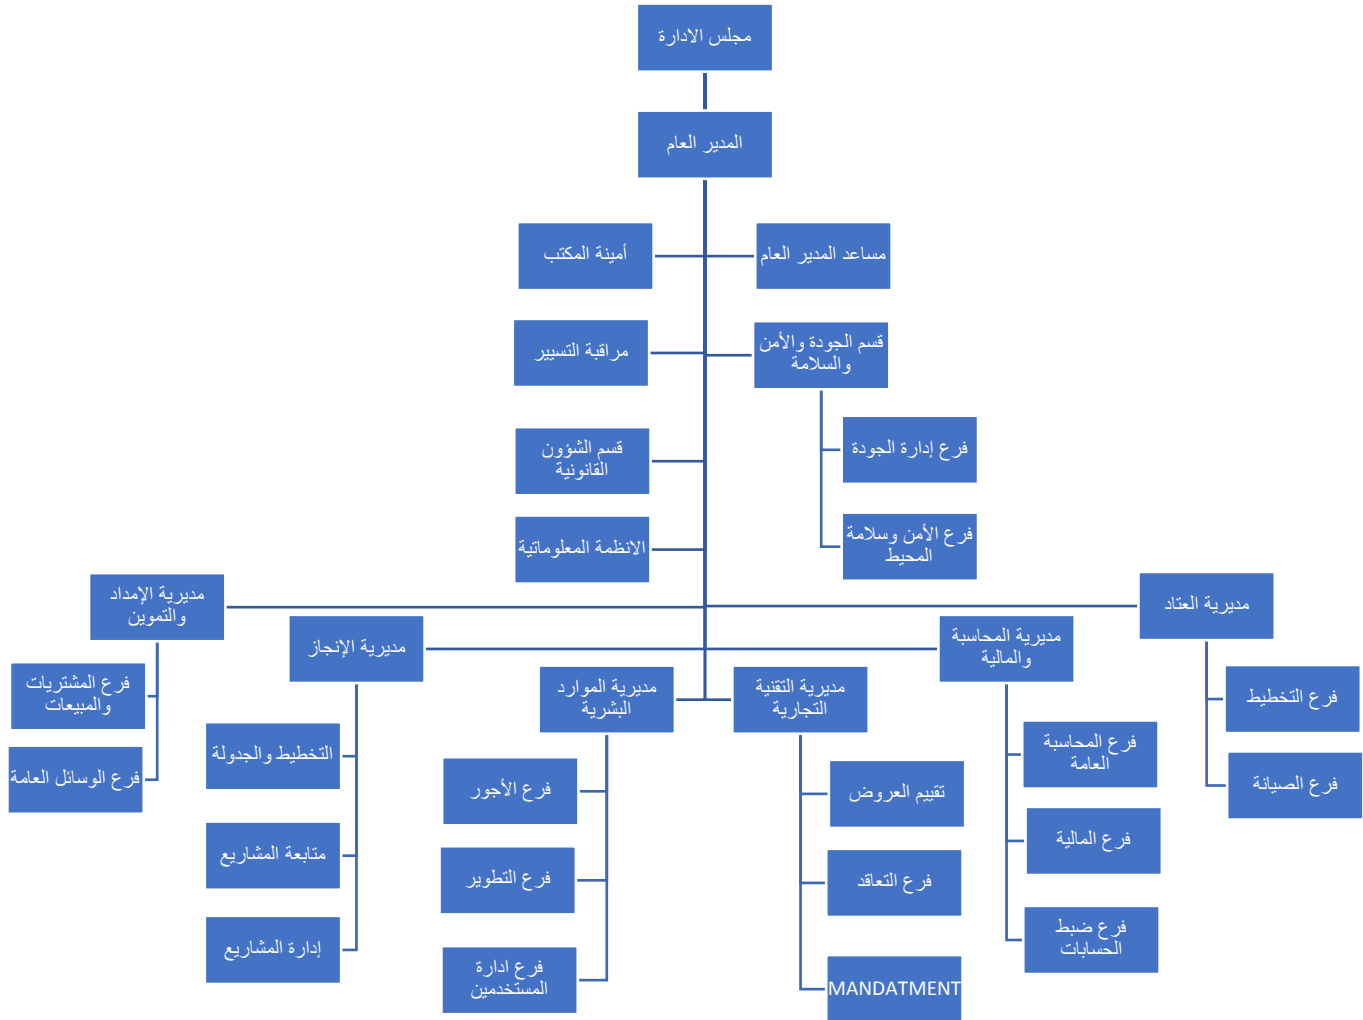 مجلس الادارة
المدير العام
مساعد المدير العام
أمينة المكتب
قسم الجودة والأمن
والسلامة
مراقبة التسيير
فرع إدارة الجودة
قسم الشؤون
القانونية
فرع الأمن وسلامة
المحيط
الانظمة المعلوماتية
مديرية العتاد
مديرية الإمداد
والتموين
مديرية المحاسبة
والمالية
مديرية الإنجاز
مديرية التقنية
التجارية
مديرية الموارد
البشرية
فرع التخطيط
فرع الصيانة
فرع المحاسبة
العامة
فرع المالية
فرع ضبط
الحسابات
تقييم العروض
فرع التعاقد
MANDATMENT
فرع الأجور
فرع التطوير
فرع ادارة
المستخدمين
التخطيط والجدولة
متابعة المشاريع
إدارة المشاريع
فرع المشتريات
والمبيعات
فرع الوسائل العامة